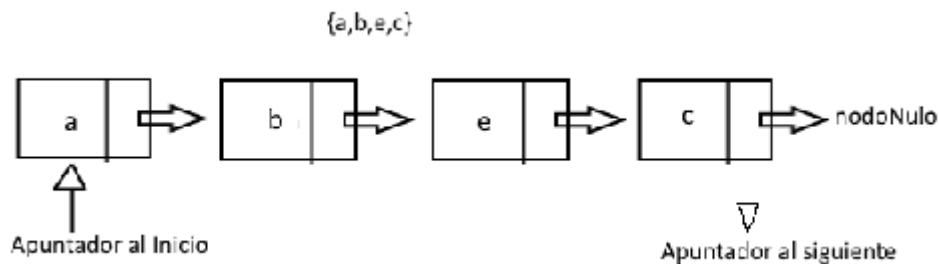 {a,b,e,c}
a b e c nodoNulo
Apuntador al Inicio
Apuntador al siguiente